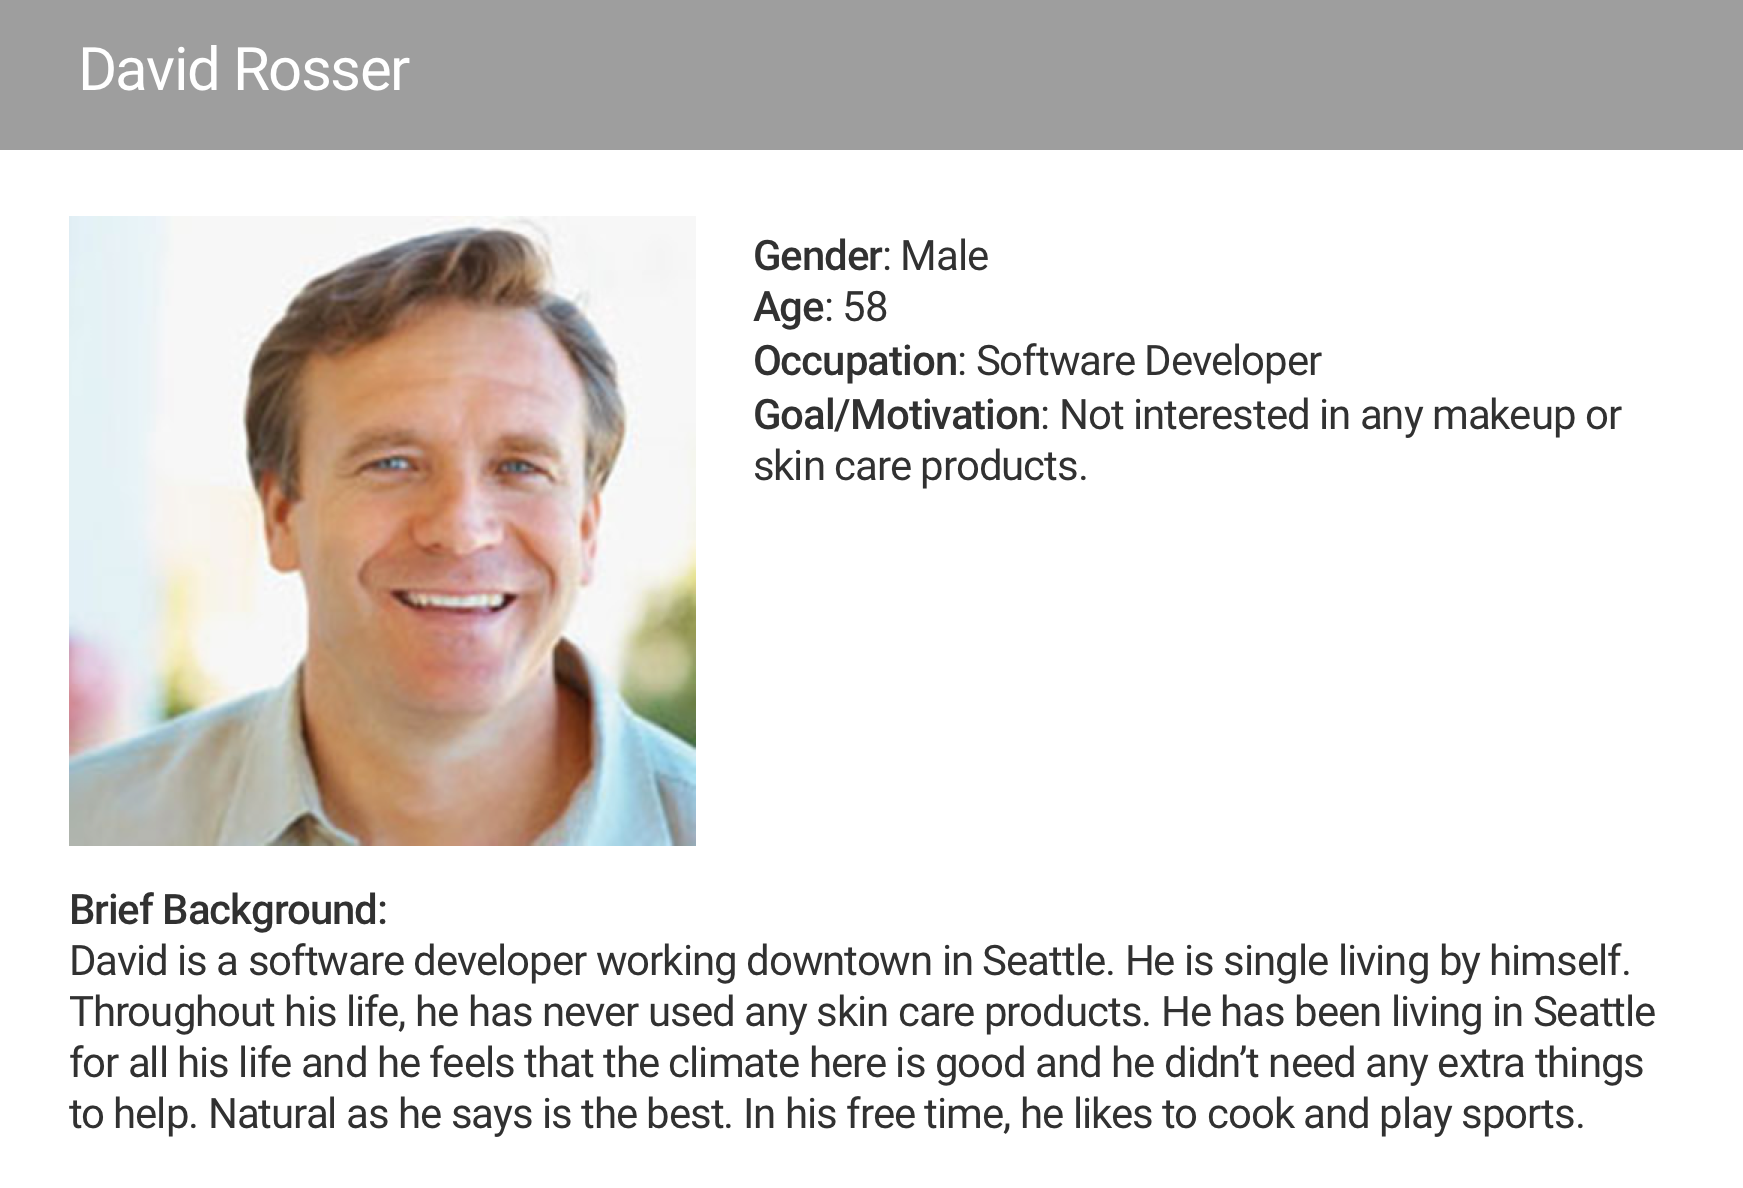 David Rosser
Gender: Male
Age: 58
Occupation: Software Developer
Goal/Motivation: Not interested in any makeup or
skin care products.
Brief Background:
David is a software developer working downtown in Seattle. He is single living by himself.
Throughout his life, he has never used any skin care products. He has been living in Seattle
for all his life and he feels that the climate here is good and he didn’t need any extra things
to help. Natural as he says is the best. In his free time, he likes to cook and play sports.